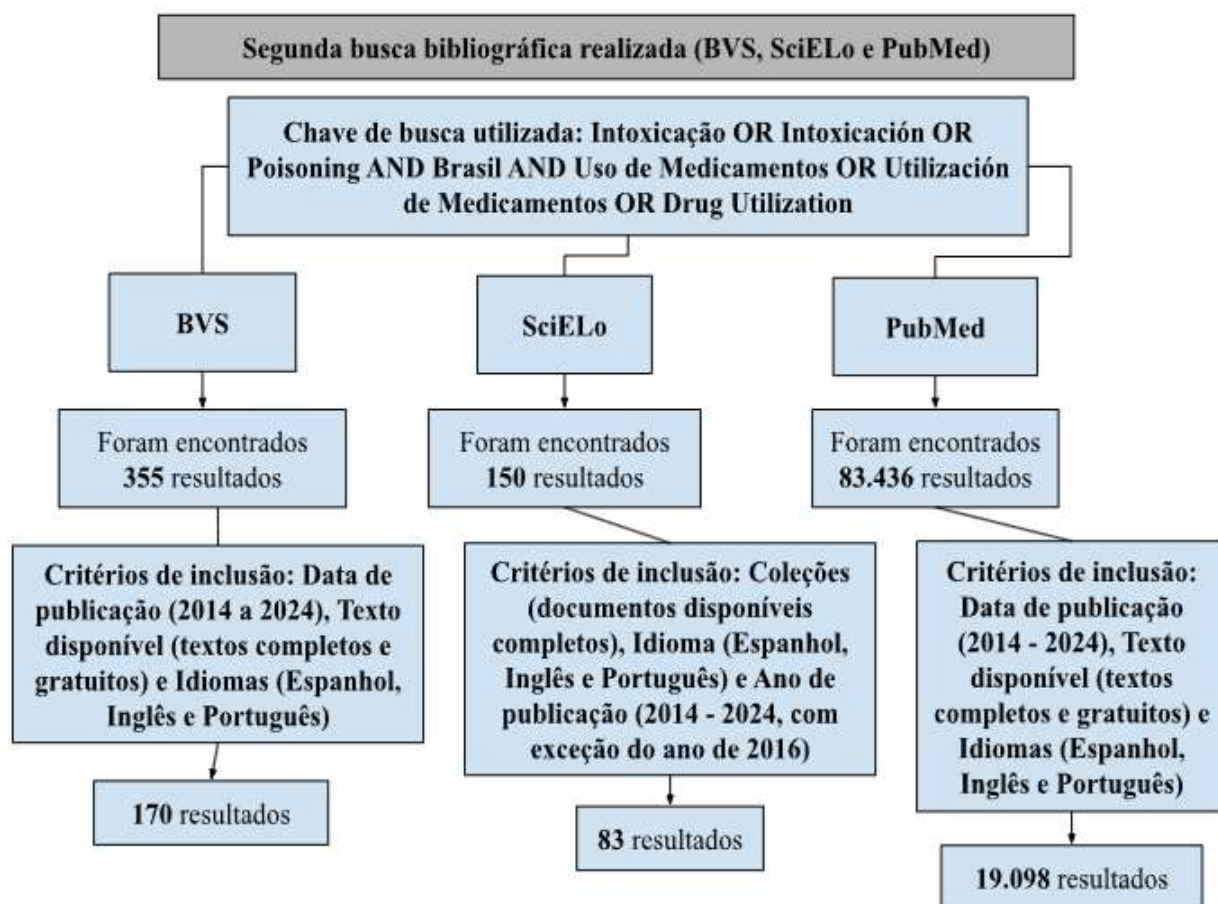 Segunda busca bibliográfica realizada (BVS, SciELo e PubMed)
Chave de busca utilizada: Intoxicação OR Intoxicación OR
Poisoning AND Brasil AND Uso de Medicamentos OR Utilización
de Medicamentos OR Drug Utilization
BVS
SciELo
PubMed
Foram encontrados
355 resultados
Foram encontrados
150 resultados
Foram encontrados
83.436 resultados
Critérios de inclusão: Data de
publicação (2014 a 2024), Texto
disponível (textos completos e
gratuitos) e Idiomas (Espanhol,
Inglês e Português)
Critérios de inclusão: Coleções
(documentos disponíveis
completos), Idioma (Espanhol,
Inglês e Português) e Ano de
publicação (2014 - 2024, com
exceção do ano de 2016)
Critérios de inclusão:
Data de publicação
(2014 - 2024), Texto
disponível (textos
completos e gratuitos) e
Idiomas (Espanhol,
Inglês e Português)
170 resultados
83 resultados
19.098 resultados